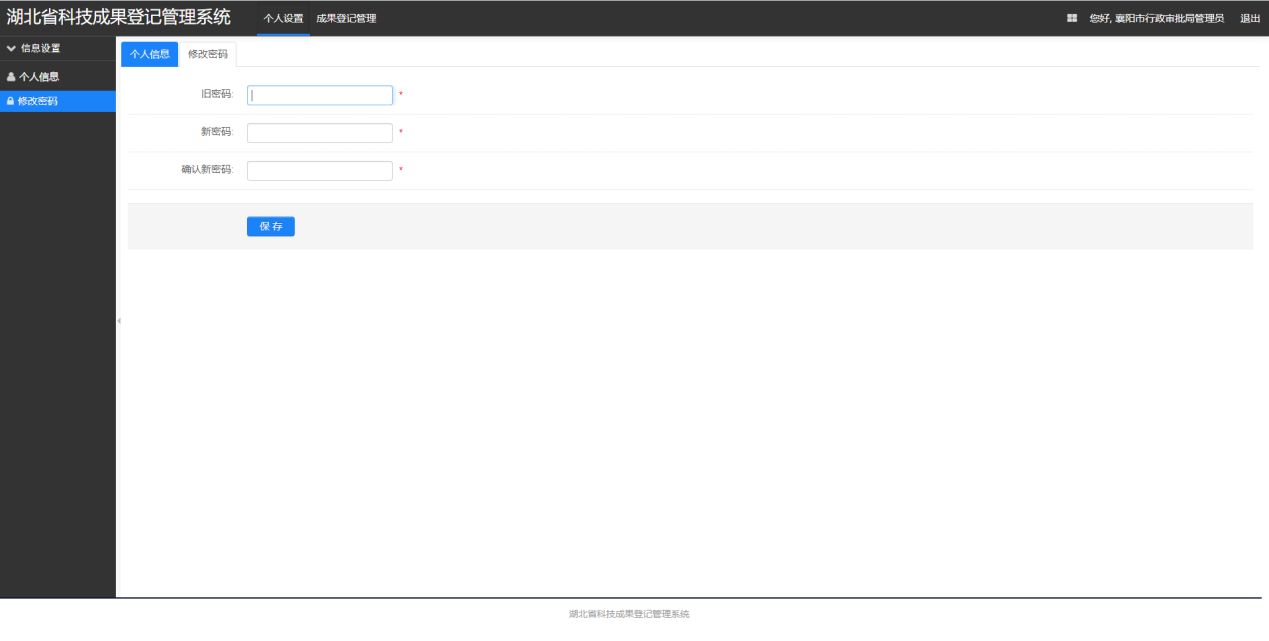 湖北省科技成果登记管理系统 个人设置 成果登记管理 您好, 襄阳市行政审批局管理员 退出
信息设置
个人信息
修改密码
个人信息 修改密码
旧密码: *
新密码: *
确认新密码: *
保 存
湖北省科技成果登记管理系统